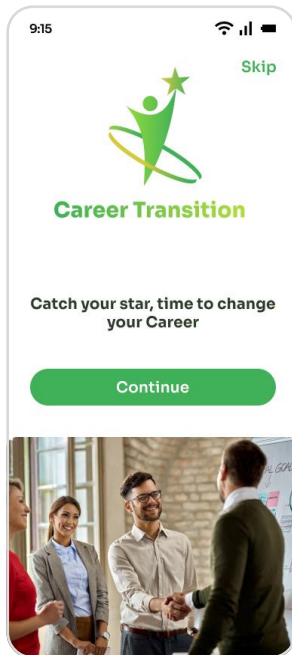 9:15
Skip
Career Transition
Catch your star, time to change
your Career
Continue